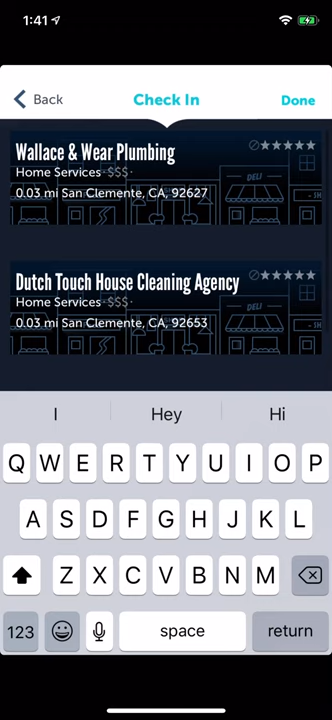 1:41
Back
Check In
Done
Wallace & Wear Plumbing
Home Services·$$$·
0.03 mi San Clemente, CA, 92627
DELI
Dutch Touch House Cleaning Agency
Home Services·$$$·
0.03 mi San Clemente, CA, 92653
DELI
I
Hey
Hi
Q W E R T Y U I O P
A S D F G H J K L
Z X C V B N M
123
space
return